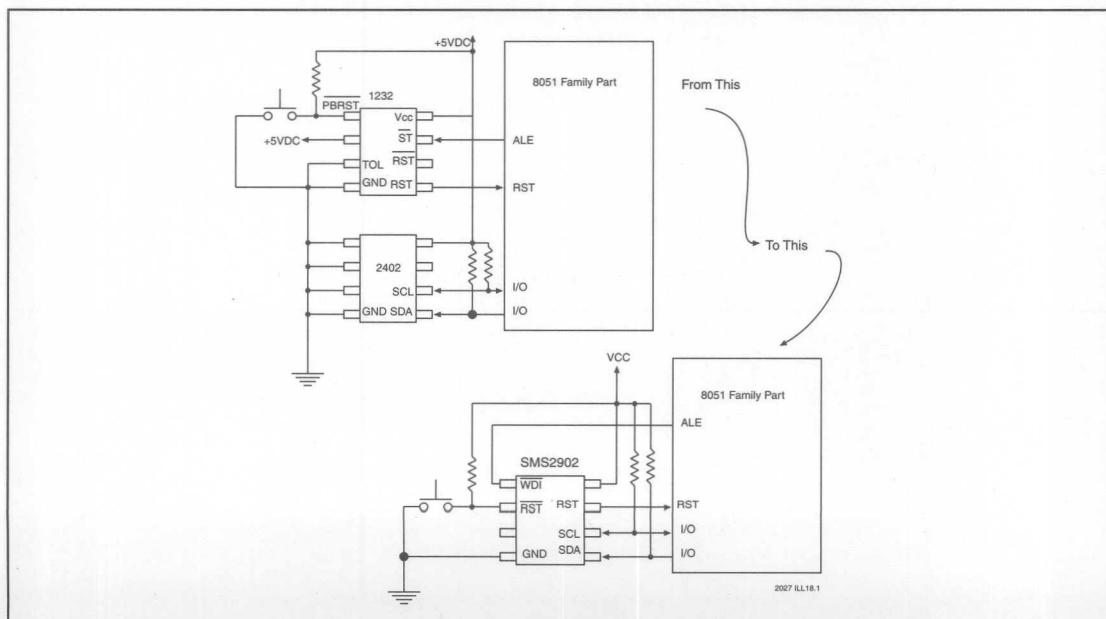 +5VDC
8051 Family Part
From This
PBRST
1232
Vcc
+5VDC
ST
ALE
TOL
RST
GND
RST
RST
To This
2402
SCL
I/O
GND
SDA
I/O
VCC
8051 Family Part
ALE
SMS2902
WDI
RST
RST
RST
SCL
I/O
GND
SDA
I/O
2027 ILL18.1